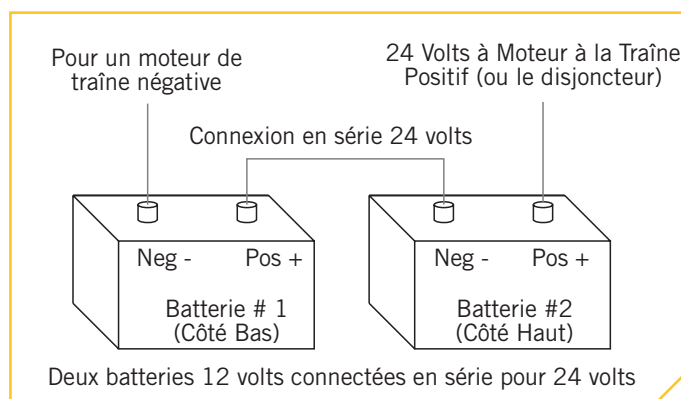 Pour un moteur de
traîne négative
24 Volts à Moteur à la Traîne
Positif (ou le disjoncteur)
Connexion en série 24 volts
Neg -
Pos +
Neg -
Pos +
Batterie # 1
(Côté Bas)
Batterie #2
(Côté Haut)
Deux batteries 12 volts connectées en série pour 24 volts